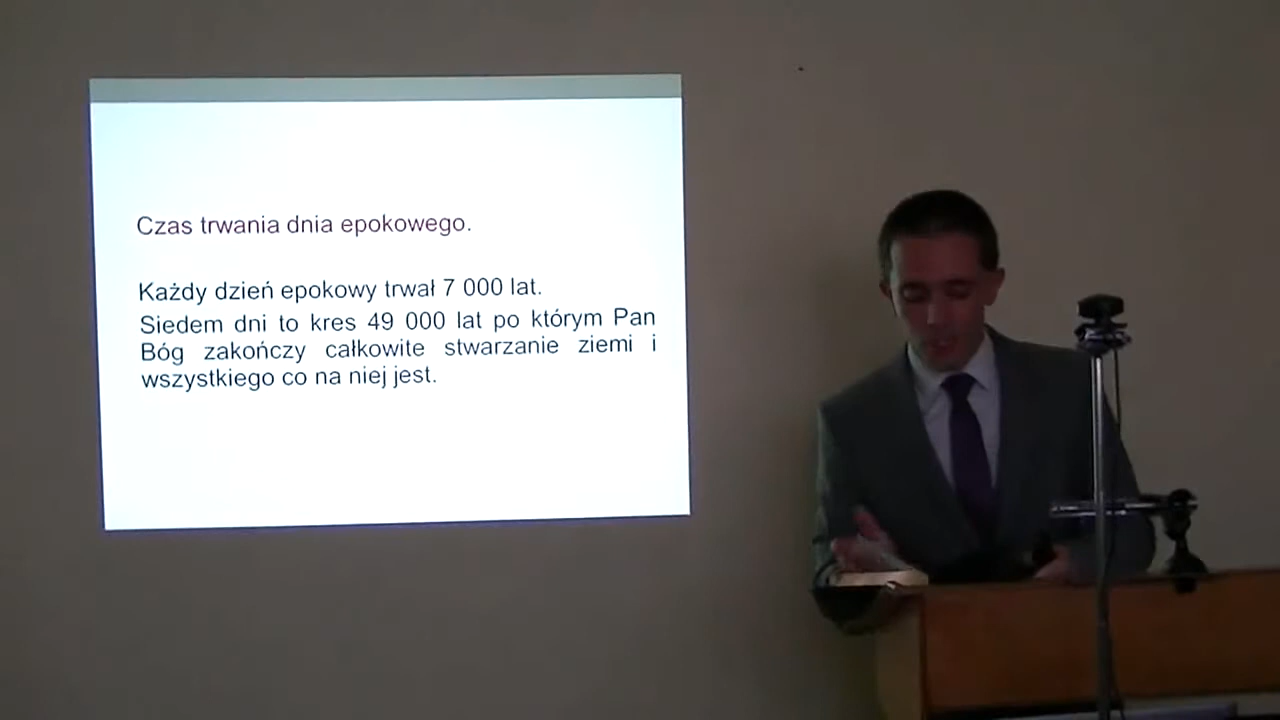 Czas trwania dnia epokowego.
Każdy dzień epokowy trwał 7 000 lat.
Siedem dni to kres 49 000 lat po którym Pan
Bóg zakończy całkowite stwarzanie ziemi i
wszystkiego co na niej jest.